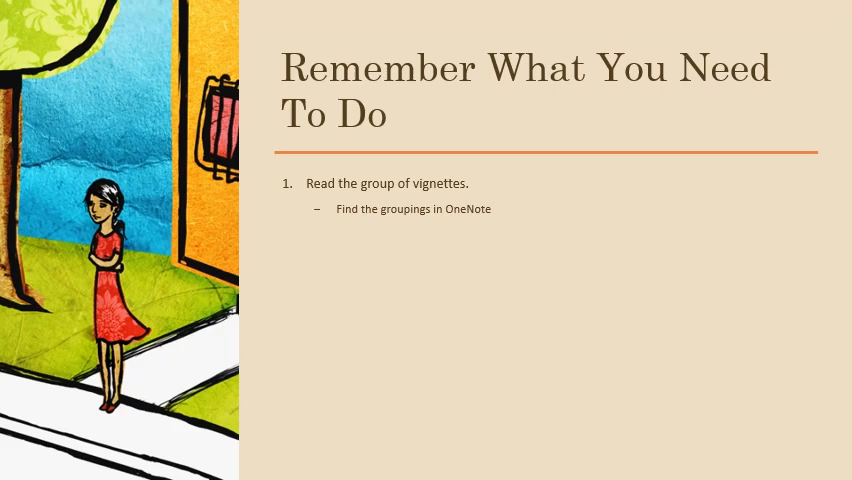 Remember What You Need
To Do
1. Read the group of vignettes.
– Find the groupings in OneNote